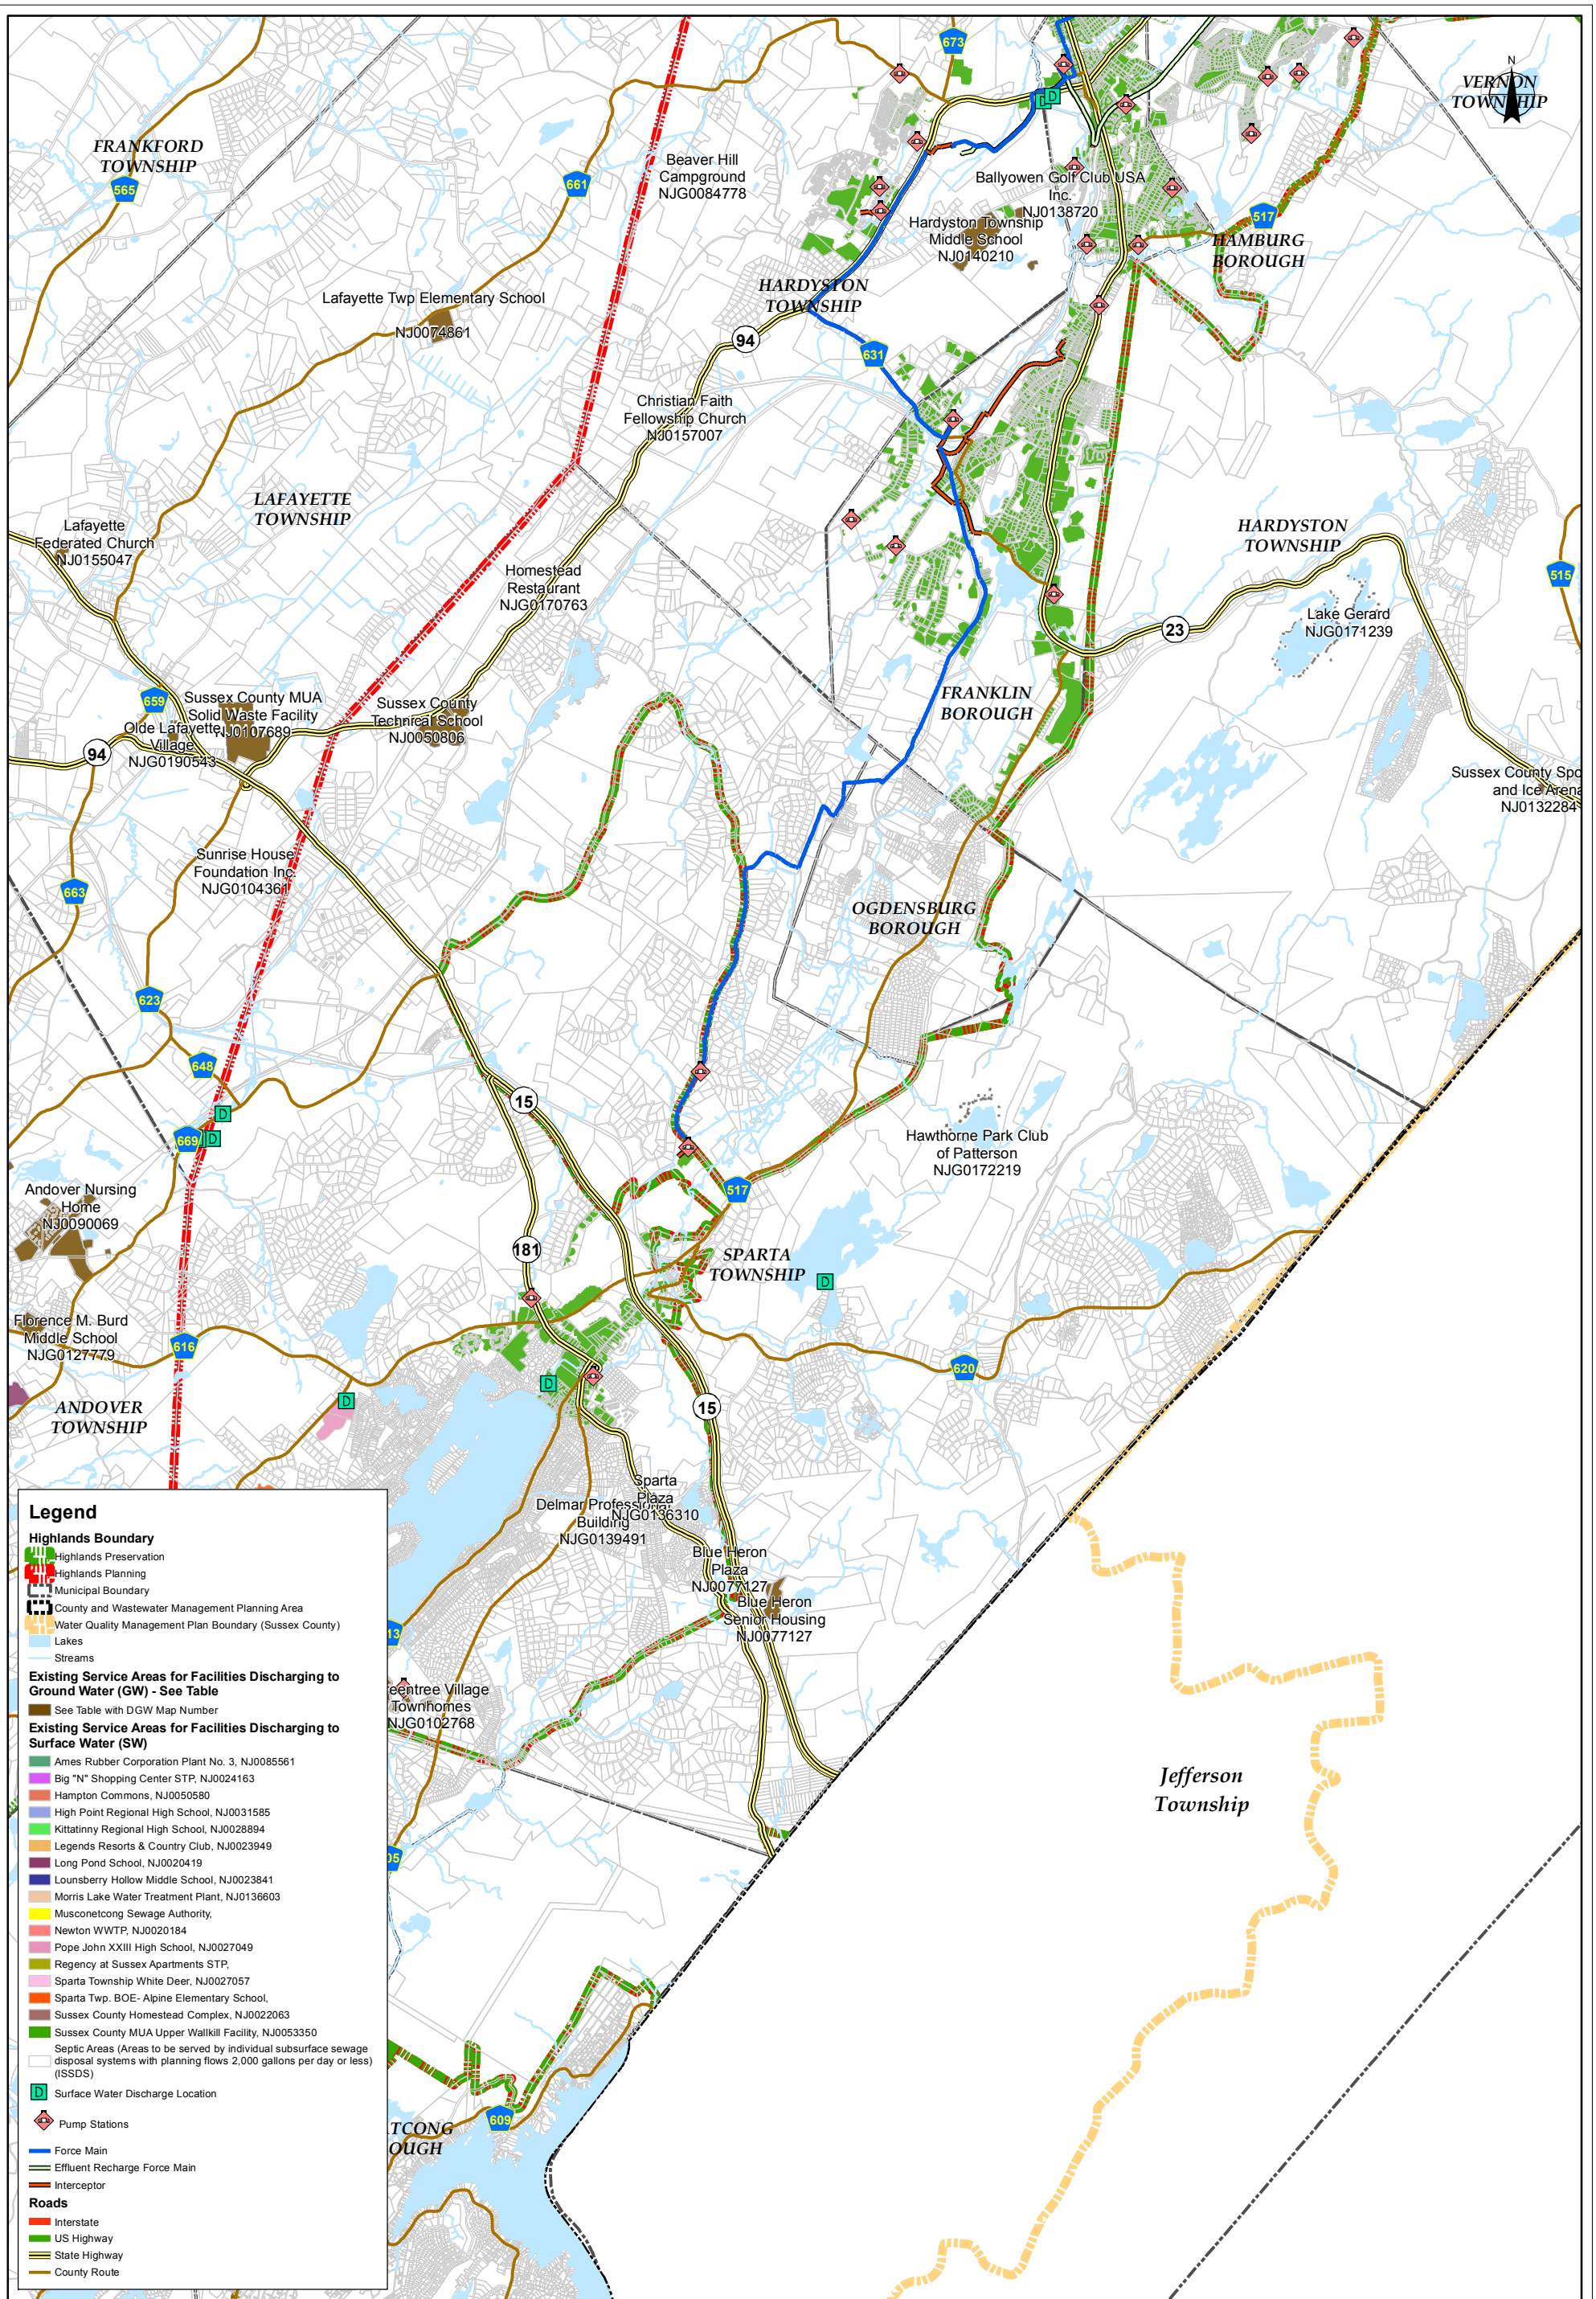 673
N
VERNON
TOWNSHIP
FRANKFORD
TOWNSHIP
565
661
Beaver Hill
Campground
NJG0084778
Ballyowen Golf Club USA
Inc.
NJ0138720
Hardyston Township
Middle School
NJ0140210
517
HAMBURG
BOROUGH
HARDYSTON
TOWNSHIP
Lafayette Twp Elementary School
NJ0074861
94
631
Christian Faith
Fellowship Church
NJ0157007
LAFAYETTE
TOWNSHIP
Lafayette
Federated Church
NJ0155047
HARDYSTON
TOWNSHIP
515
Homestead
Restaurant
NJG0170763
23
Lake Gerard
NJG0171239
659
Sussex County MUA
Solid Waste Facility
NJ0107689
Olde Lafayette
Village
NJG0190543
Sussex County
Technical School
NJ0050806
94
FRANKLIN
BOROUGH
Sussex County Spo
and Ice Arena
NJ0132284
Sunrise House
Foundation Inc.
NJG0104361
663
OGDENSBURG
BOROUGH
623
648
15
669
D
D
Hawthorne Park Club
of Patterson
NJG0172219
Andover Nursing
Home
NJ0090069
517
181
SPARTA
TOWNSHIP
D
Florence M. Burd
Middle School
NJG0127779
616
620
D
D
15
ANDOVER
TOWNSHIP
Sparta
Plaza
NJG0136310
Delmar Professional
Building
NJG0139491
Blue Heron
Plaza
NJ0077127
Blue Heron
Senior Housing
NJ0077127
13
eentree Village
Townhomes
NJG0102768
Jefferson
Township
05
609
TCONG
OUGH
D
D
Legend
Highlands Boundary
Highlands Preservation
Highlands Planning
Municipal Boundary
County and Wastewater Management Planning Area
Water Quality Management Plan Boundary (Sussex County)
Lakes
Streams
Existing Service Areas for Facilities Discharging to
Ground Water (GW) - See Table
See Table with DGW Map Number
Existing Service Areas for Facilities Discharging to
Surface Water (SW)
Ames Rubber Corporation Plant No. 3, NJ0085561
Big "N" Shopping Center STP, NJ0024163
Hampton Commons, NJ0050580
High Point Regional High School, NJ0031585
Kittatinny Regional High School, NJ0028894
Legends Resorts & Country Club, NJ0023949
Long Pond School, NJ0020419
Lounsberry Hollow Middle School, NJ0023841
Morris Lake Water Treatment Plant, NJ0136603
Musconetcong Sewage Authority,
Newton WWTP, NJ0020184
Pope John XXIII High School, NJ0027049
Regency at Sussex Apartments STP,
Sparta Township White Deer, NJ0027057
Sparta Twp. BOE- Alpine Elementary School,
Sussex County Homestead Complex, NJ0022063
Sussex County MUA Upper Wallkill Facility, NJ0053350
Septic Areas (Areas to be served by individual subsurface sewage
disposal systems with planning flows 2,000 gallons per day or less)
(ISSDS)
D Surface Water Discharge Location
Pump Stations
Force Main
Effluent Recharge Force Main
Interceptor
Roads
Interstate
US Highway
State Highway
County Route